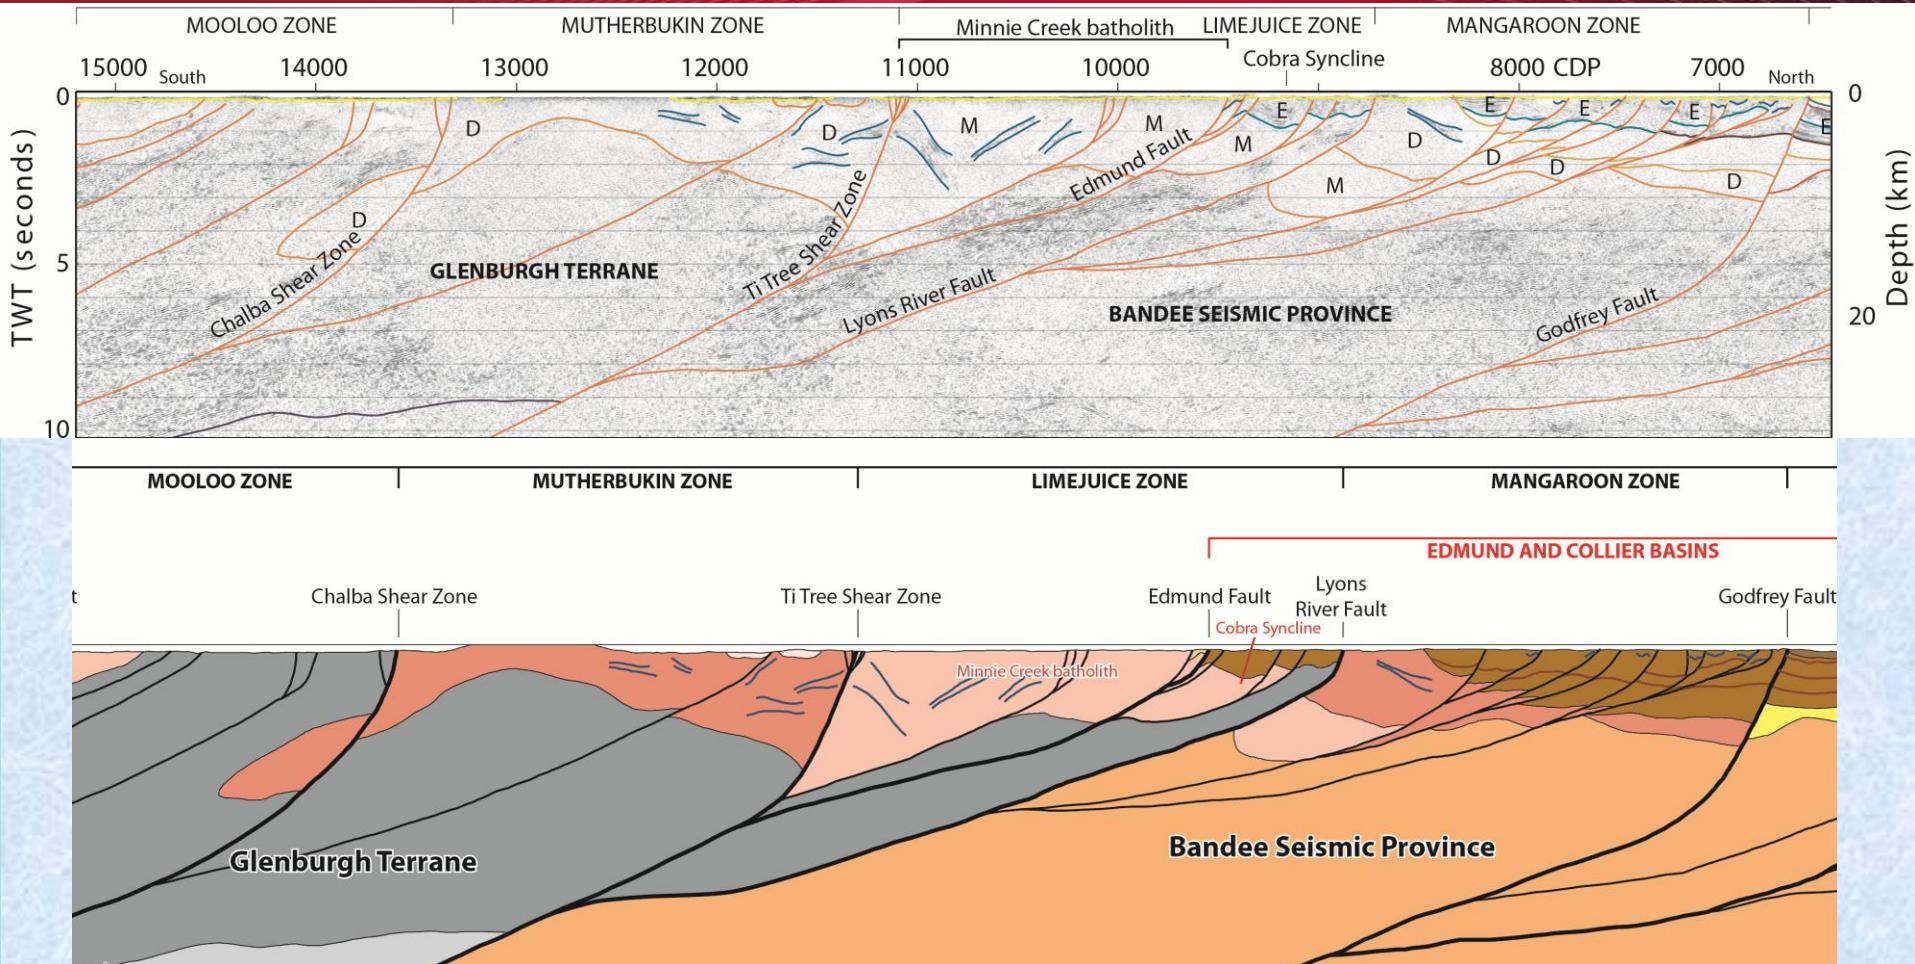 MOOLOO ZONE MUTHERBUKIN ZONE Minnie Creek batholith LIMEJUICE ZONE MANGAROON ZONE
Cobra Syncline
15000 South 14000 13000 12000 11000 10000 8000 CDP 7000 North
0 0
E E E E E
D D M M M D D D D D M
Edmund Fault
Ti Tree Shear Zone
Chalba Shear Zone
5
GLENBURGH TERRANE
Lyons River Fault
BANDEE SEISMIC PROVINCE
Godfrey Fault
20
10
TWT (seconds)
Depth (km)
MOOLOO ZONE MUTHERBUKIN ZONE LIMEJUICE ZONE MANGAROON ZONE
EDMUND AND COLLIER BASINS
t Chalba Shear Zone Ti Tree Shear Zone Edmund Fault Lyons River Fault Godfrey Fault
Cobra Syncline
Minnie Creek batholith
Glenburgh Terrane
Bandee Seismic Province